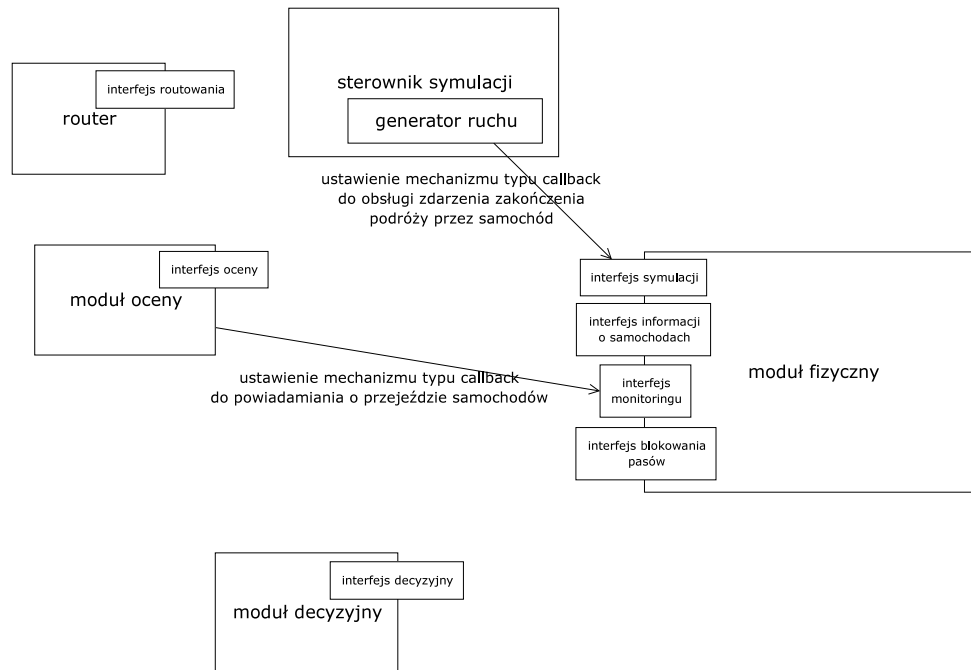 sterownik symulacji
generator ruchu
interfejs routowania
router
ustawienie mechanizmu typu callback
do obsługi zdarzenia zakończenia
podróży przez samochód
interfejs oceny
moduł oceny
interfejs symulacji
interfejs informacji
o samochodach
moduł fizyczny
ustawienie mechanizmu typu callback
do powiadamiania o przejeździe samochodów
interfejs
monitoringu
interfejs blokowania
pasów
interfejs decyzyjny
moduł decyzyjny